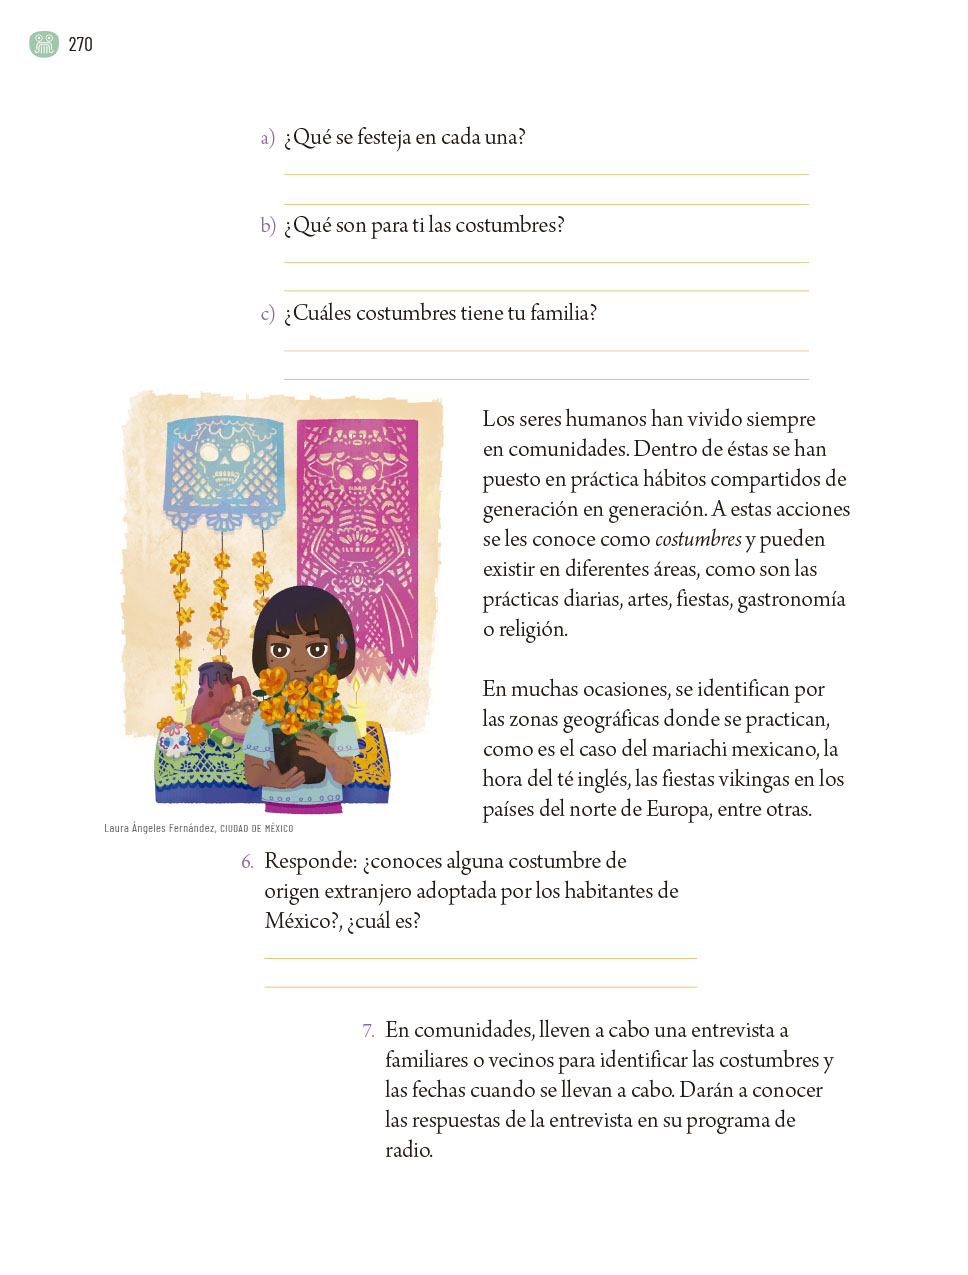 270
a) ¿Qué se festeja en cada una?
b) ¿Qué son para ti las costumbres?
c) ¿Cuáles costumbres tiene tu familia?
Los seres humanos han vivido siempre
en comunidades. Dentro de éstas se han
puesto en práctica hábitos compartidos de
generación en generación. A estas acciones
se les conoce como costumbres y pueden
existir en diferentes áreas, como son las
prácticas diarias, artes, fiestas, gastronomía
o religión.
En muchas ocasiones, se identifican por
las zonas geográficas donde se practican,
como es el caso del mariachi mexicano, la
hora del té inglés, las fiestas vikingas en los
países del norte de Europa, entre otras.
Laura Ángeles Fernández, CIUDAD DE MÉXICO
6. Responde: ¿conoces alguna costumbre de
origen extranjero adoptada por los habitantes de
México?, ¿cuál es?
7. En comunidades, lleven a cabo una entrevista a
familiares o vecinos para identificar las costumbres y
las fechas cuando se llevan a cabo. Darán a conocer
las respuestas de la entrevista en su programa de
radio.